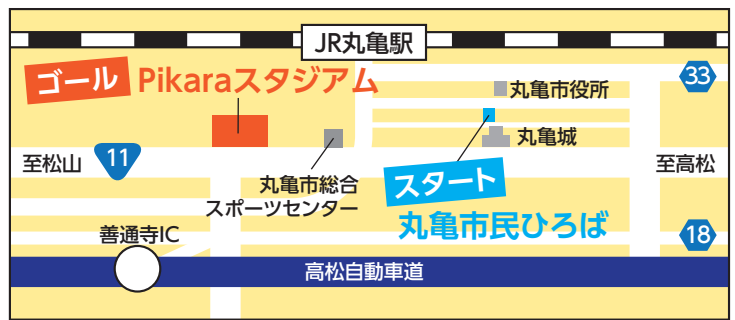 JR丸亀駅
ゴール Pikaraスタジアム
33
丸亀市役所
丸亀城
至松山
11
至高松
丸亀市総合
スポーツセンター
スタート
丸亀市民ひろば
善通寺IC
18
高松自動車道